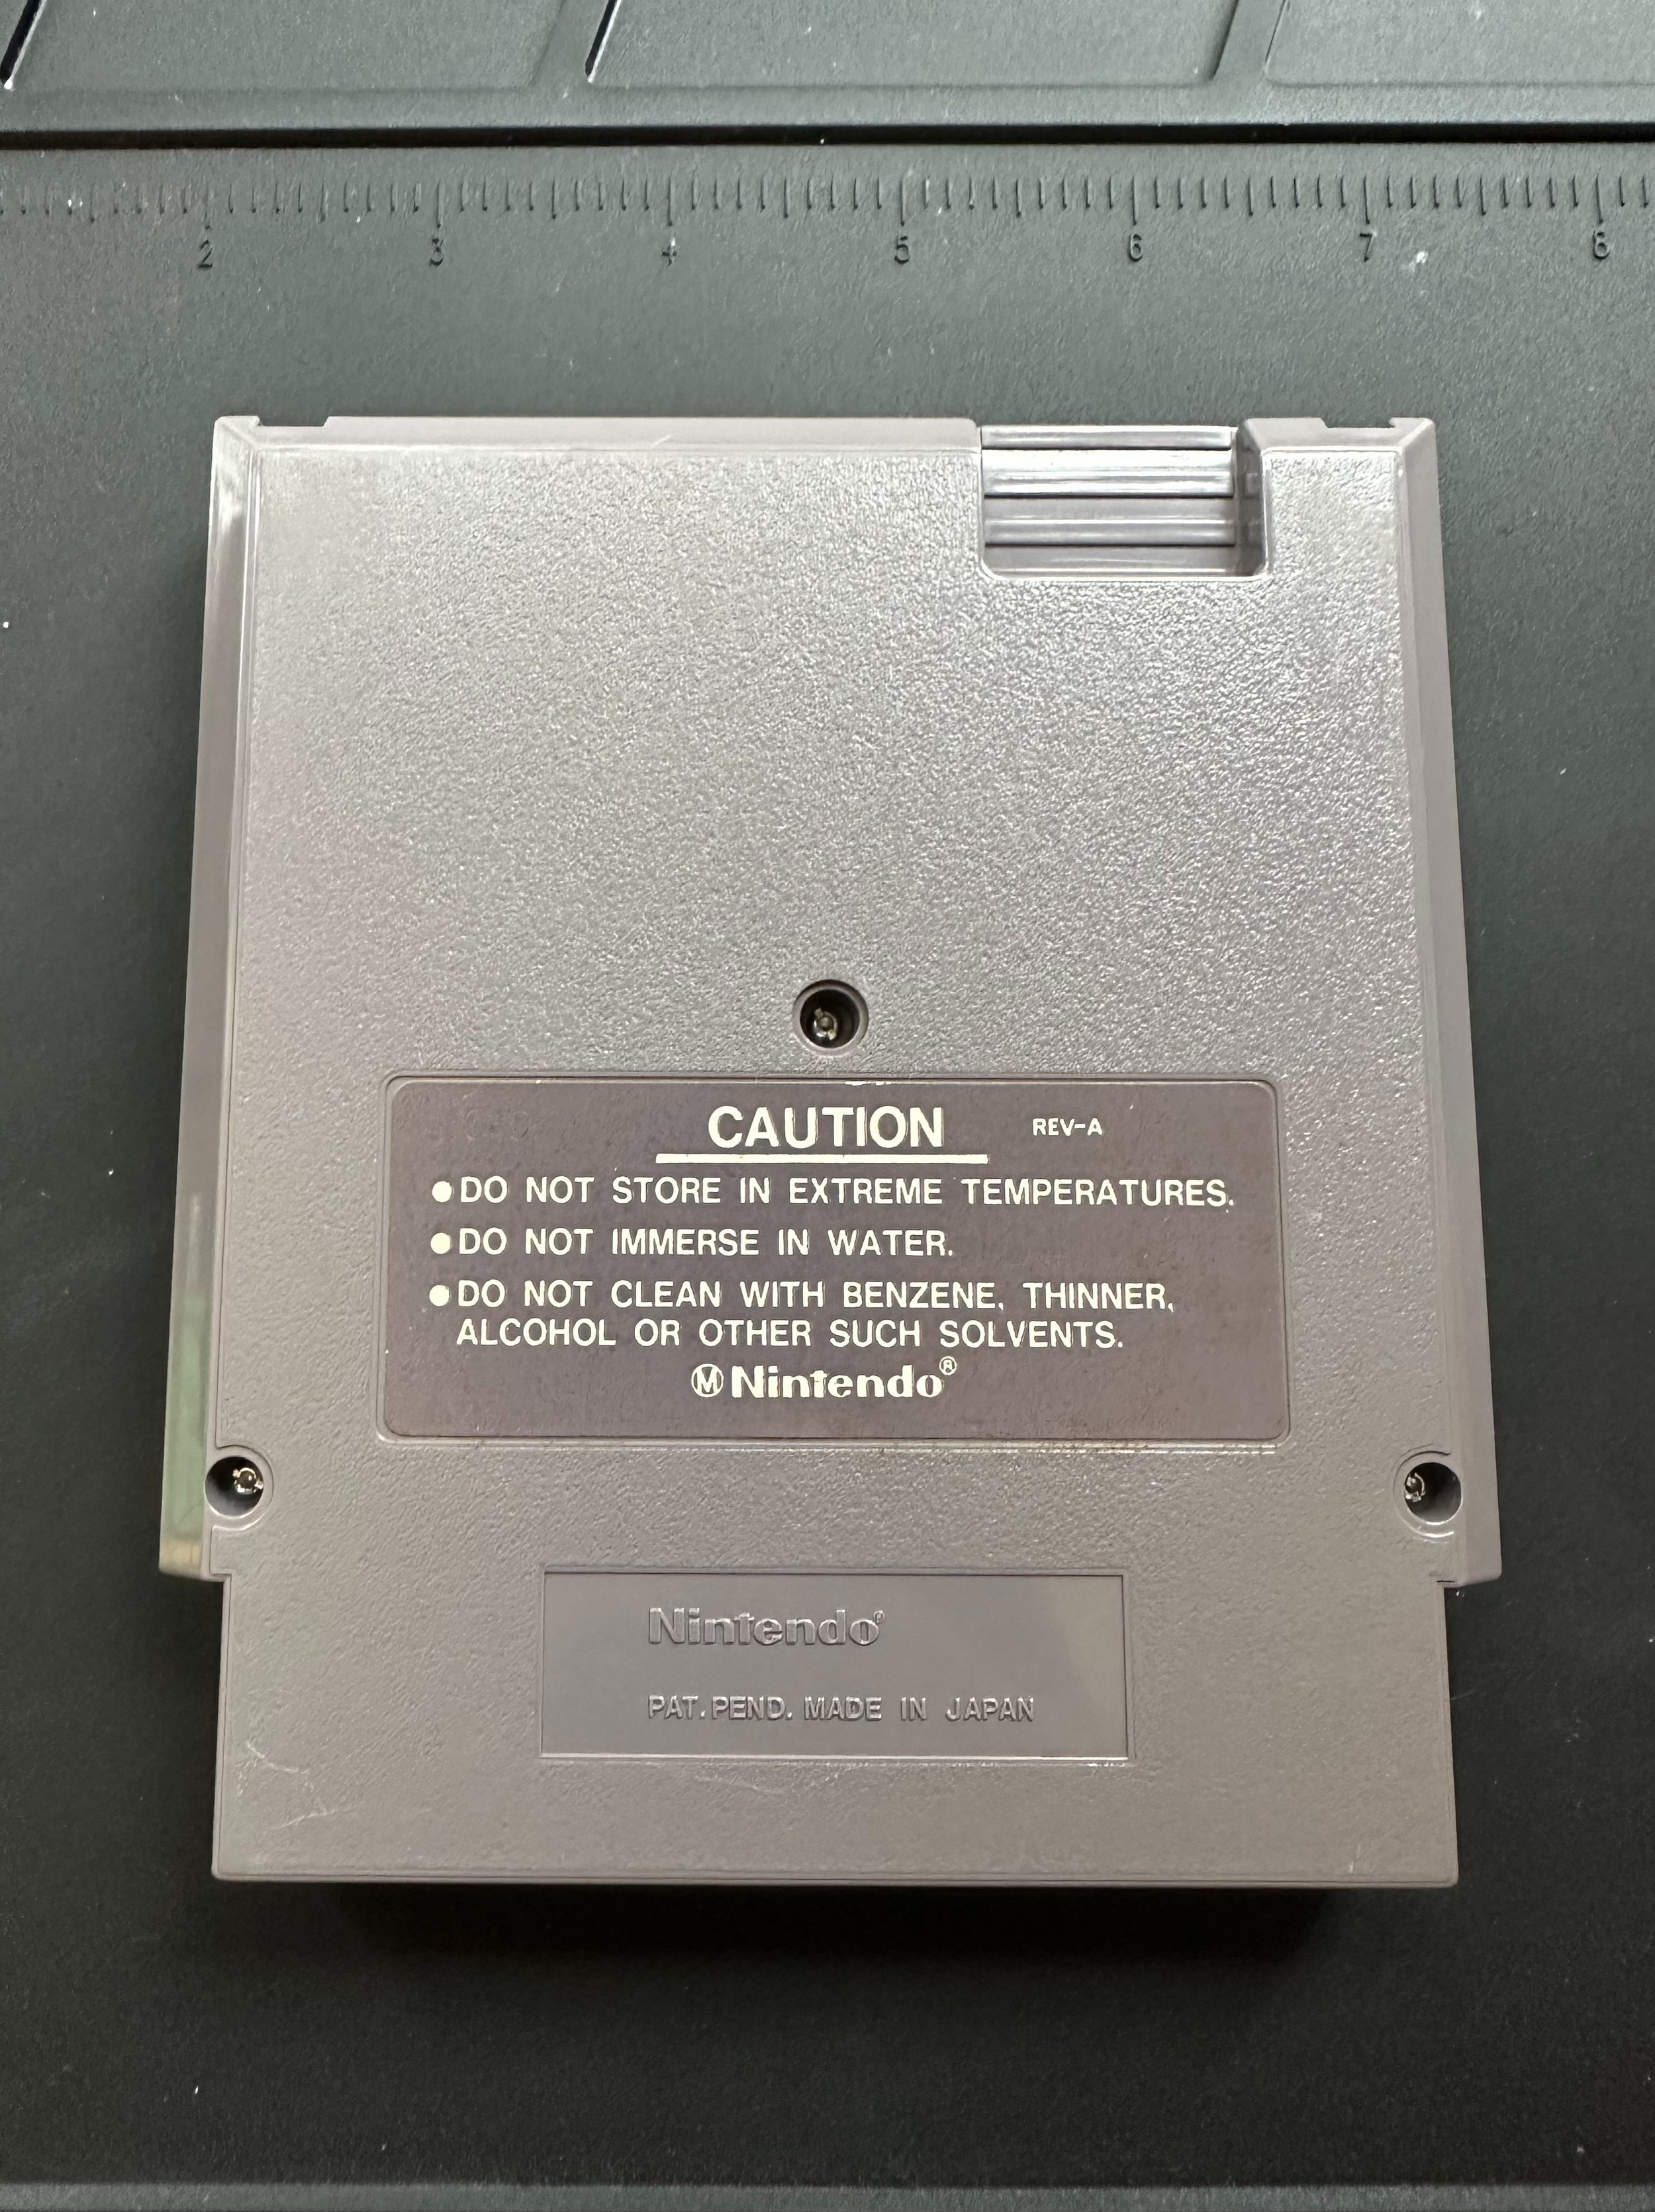 2 3 4 5 6 7 8
CAUTION REV-A
●DO NOT STORE IN EXTREME TEMPERATURES.
●DO NOT IMMERSE IN WATER.
●DO NOT CLEAN WITH BENZENE, THINNER,
ALCOHOL OR OTHER SUCH SOLVENTS.
Ⓜ Nintendo®
Nintendo®
PAT. PEND. MADE IN JAPAN